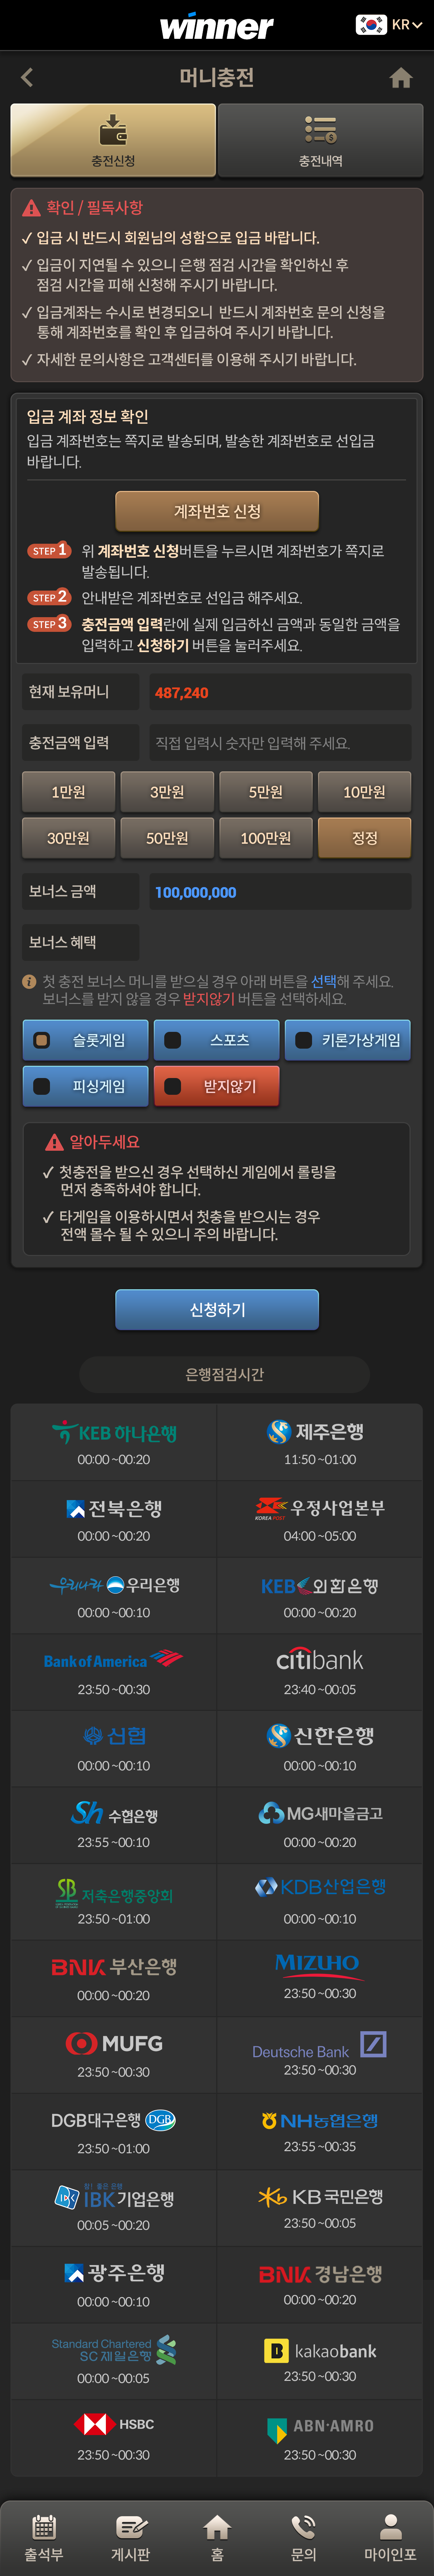 winner
KR
머니충전
충전신청
충전내역
확인 / 필독사항
✓ 입금 시 반드시 회원님의 성함으로 입금 바랍니다.
✓ 입금이 지연될 수 있으니 은행 점검 시간을 확인하신 후
점검 시간을 피해 신청해 주시기 바랍니다.
✓ 입금계좌는 수시로 변경되오니 반드시 계좌번호 문의 신청을
통해 계좌번호를 확인 후 입금하여 주시기 바랍니다.
✓ 자세한 문의사항은 고객센터를 이용해 주시기 바랍니다.
입금 계좌 정보 확인
입금 계좌번호는 쪽지로 발송되며, 발송한 계좌번호로 선입금
바랍니다.
계좌번호 신청
STEP 1 위 계좌번호 신청버튼을 누르시면 계좌번호가 쪽지로
발송됩니다.
STEP 2 안내받은 계좌번호로 선입금 해주세요.
STEP 3 충전금액 입력란에 실제 입금하신 금액과 동일한 금액을
입력하고 신청하기 버튼을 눌러주세요.
현재 보유머니 487,240
충전금액 입력 직접 입력시 숫자만 입력해 주세요.
1만원 3만원 5만원 10만원
30만원 50만원 100만원 정정
보너스 금액 100,000,000
보너스 혜택
첫 충전 보너스 머니를 받으실 경우 아래 버튼을 선택해 주세요.
보너스를 받지 않을 경우 받지않기 버튼을 선택하세요.
슬롯게임 스포츠 키론가상게임
피싱게임 받지않기
알아두세요
✓ 첫충전을 받으신 경우 선택하신 게임에서 롤링을
먼저 충족하셔야 합니다.
✓ 타게임을 이용하시면서 첫충을 받으시는 경우
전액 몰수 될 수 있으니 주의 바랍니다.
신청하기
은행점검시간
KEB 하나은행
00:00 ~00:20
제주은행
11:50 ~01:00
전북은행
00:00 ~00:20
KOREA POST 우정사업본부
04:00 ~05:00
우리나라 우리은행
00:00 ~00:10
KEB 외환은행
00:00 ~00:20
Bank of America
23:50 ~00:30
citibank
23:40 ~00:05
신협
00:00 ~00:10
신한은행
00:00 ~00:10
Sh 수협은행
23:55 ~00:10
MG새마을금고
00:00 ~00:20
SB 저축은행중앙회
23:50 ~01:00
KDB산업은행
00:00 ~00:10
BNK 부산은행
00:00 ~00:20
MIZUHO
23:50 ~00:30
MUFG
23:50 ~00:30
Deutsche Bank
23:50 ~00:30
DGB대구은행 DGB
23:50 ~01:00
NH농협은행
23:55 ~00:35
IBK기업은행
00:05 ~00:20
KB 국민은행
23:50 ~00:05
광주은행
00:00 ~00:10
BNK 경남은행
00:00 ~00:20
Standard Chartered
SC제일은행
00:00 ~00:05
kakaobank
23:50 ~00:30
HSBC
23:50 ~00:30
ABN·AMRO
23:50 ~00:30
출석부 게시판 홈 문의 마이인포